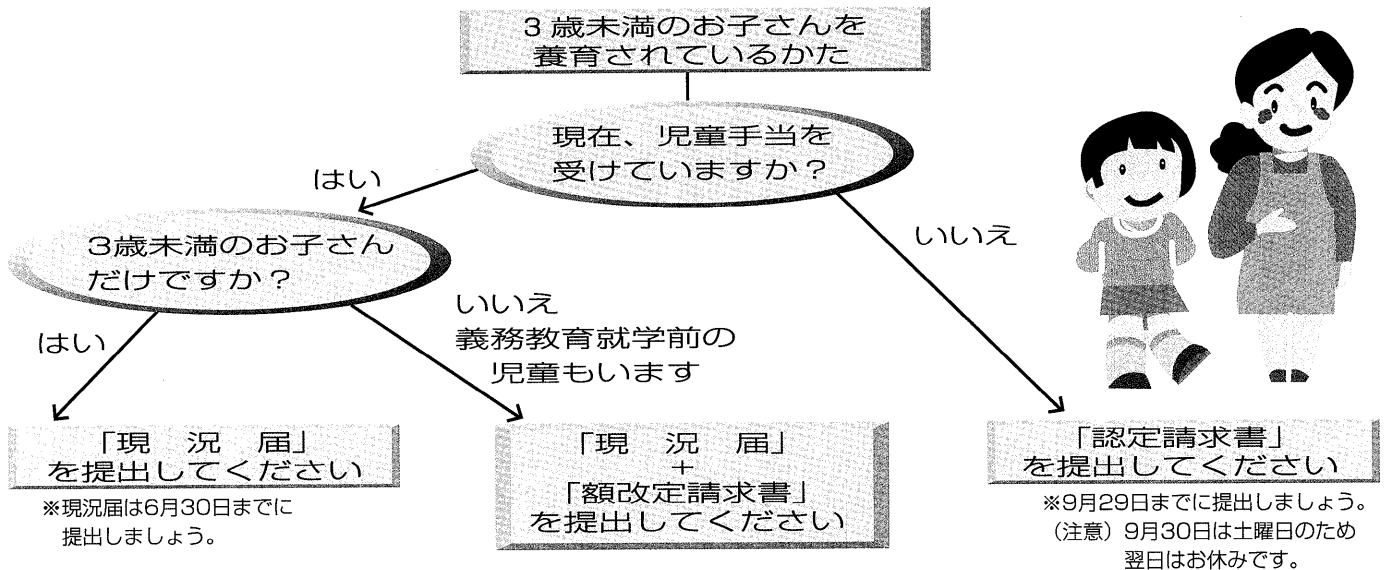 3歳未満のお子さんを
養育されているかた
現在、児童手当を
受けていますか？
はい
いいえ
3歳未満のお子さん
だけですか？
はい
いいえ
義務教育就学前の
児童もいます
「現　況　届」
を提出してください
※現況届は6月30日までに
提出しましょう。
「現　況　届」
＋
「額改定請求書」
を提出してください
「認定請求書」
を提出してください
※9月29日までに提出しましょう。
（注意）9月30日は土曜日のため
翌日はお休みです。